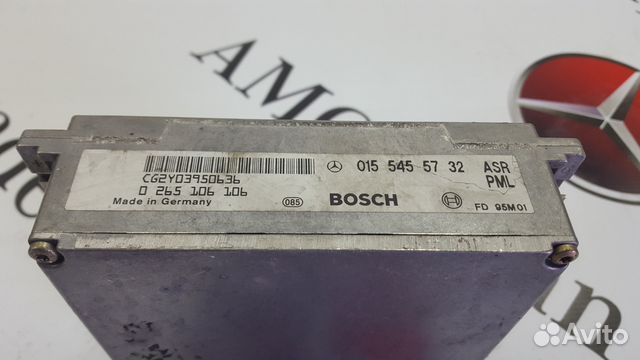 015 545 57 32 ASR
CG2Y03950636 PML
0 265 106 106
Made in Germany 085 BOSCH FD 95M01
Avito